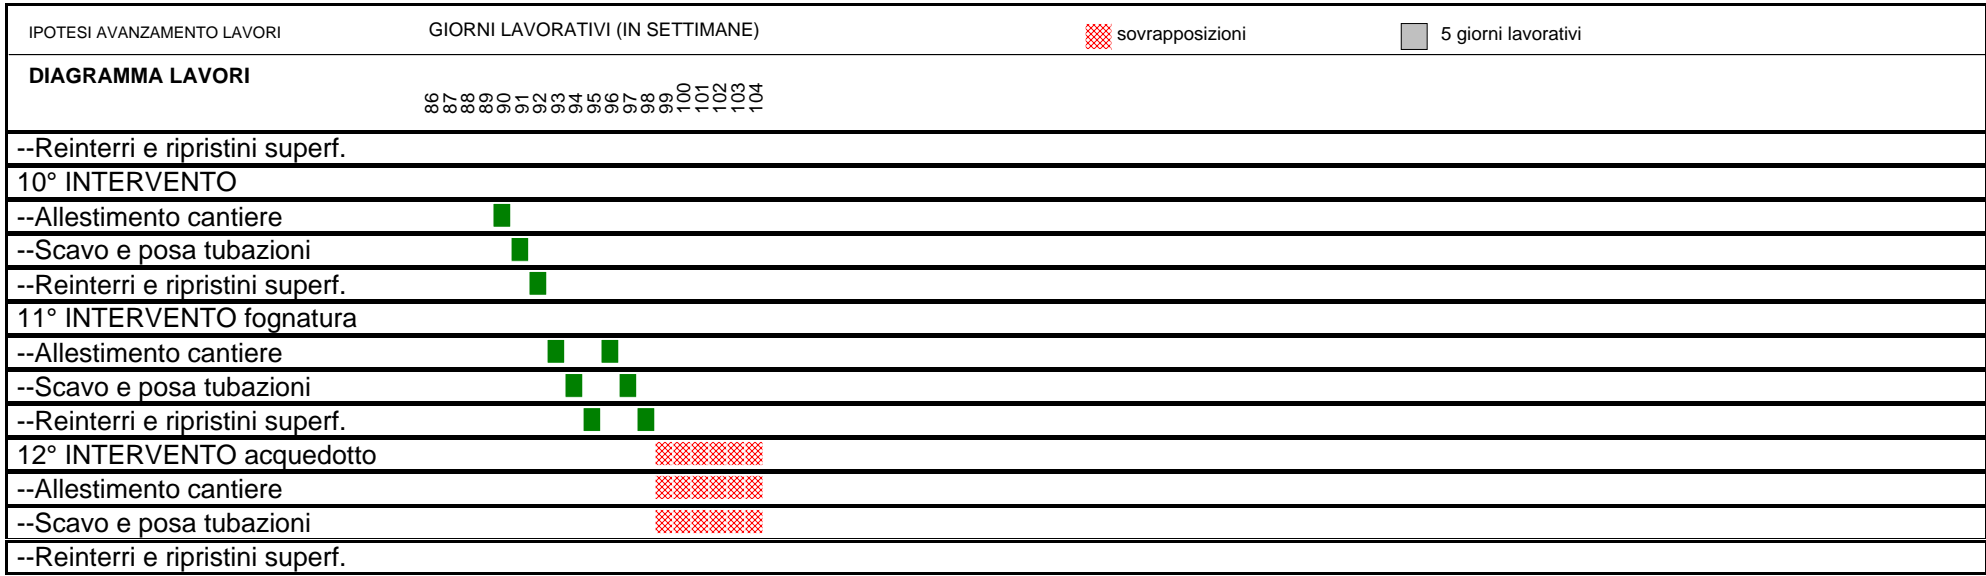 IPOTESI AVANZAMENTO LAVORI GIORNI LAVORATIVI (IN SETTIMANE) sovrapposizioni 5 giorni lavorativi
DIAGRAMMA LAVORI
86 87 88 89 90 91 92 93 94 95 96 97 98 99 100 101 102 103 104
--Reinterri e ripristini superf.
10° INTERVENTO
--Allestimento cantiere
--Scavo e posa tubazioni
--Reinterri e ripristini superf.
11° INTERVENTO fognatura
--Allestimento cantiere
--Scavo e posa tubazioni
--Reinterri e ripristini superf.
12° INTERVENTO acquedotto
--Allestimento cantiere
--Scavo e posa tubazioni
--Reinterri e ripristini superf.